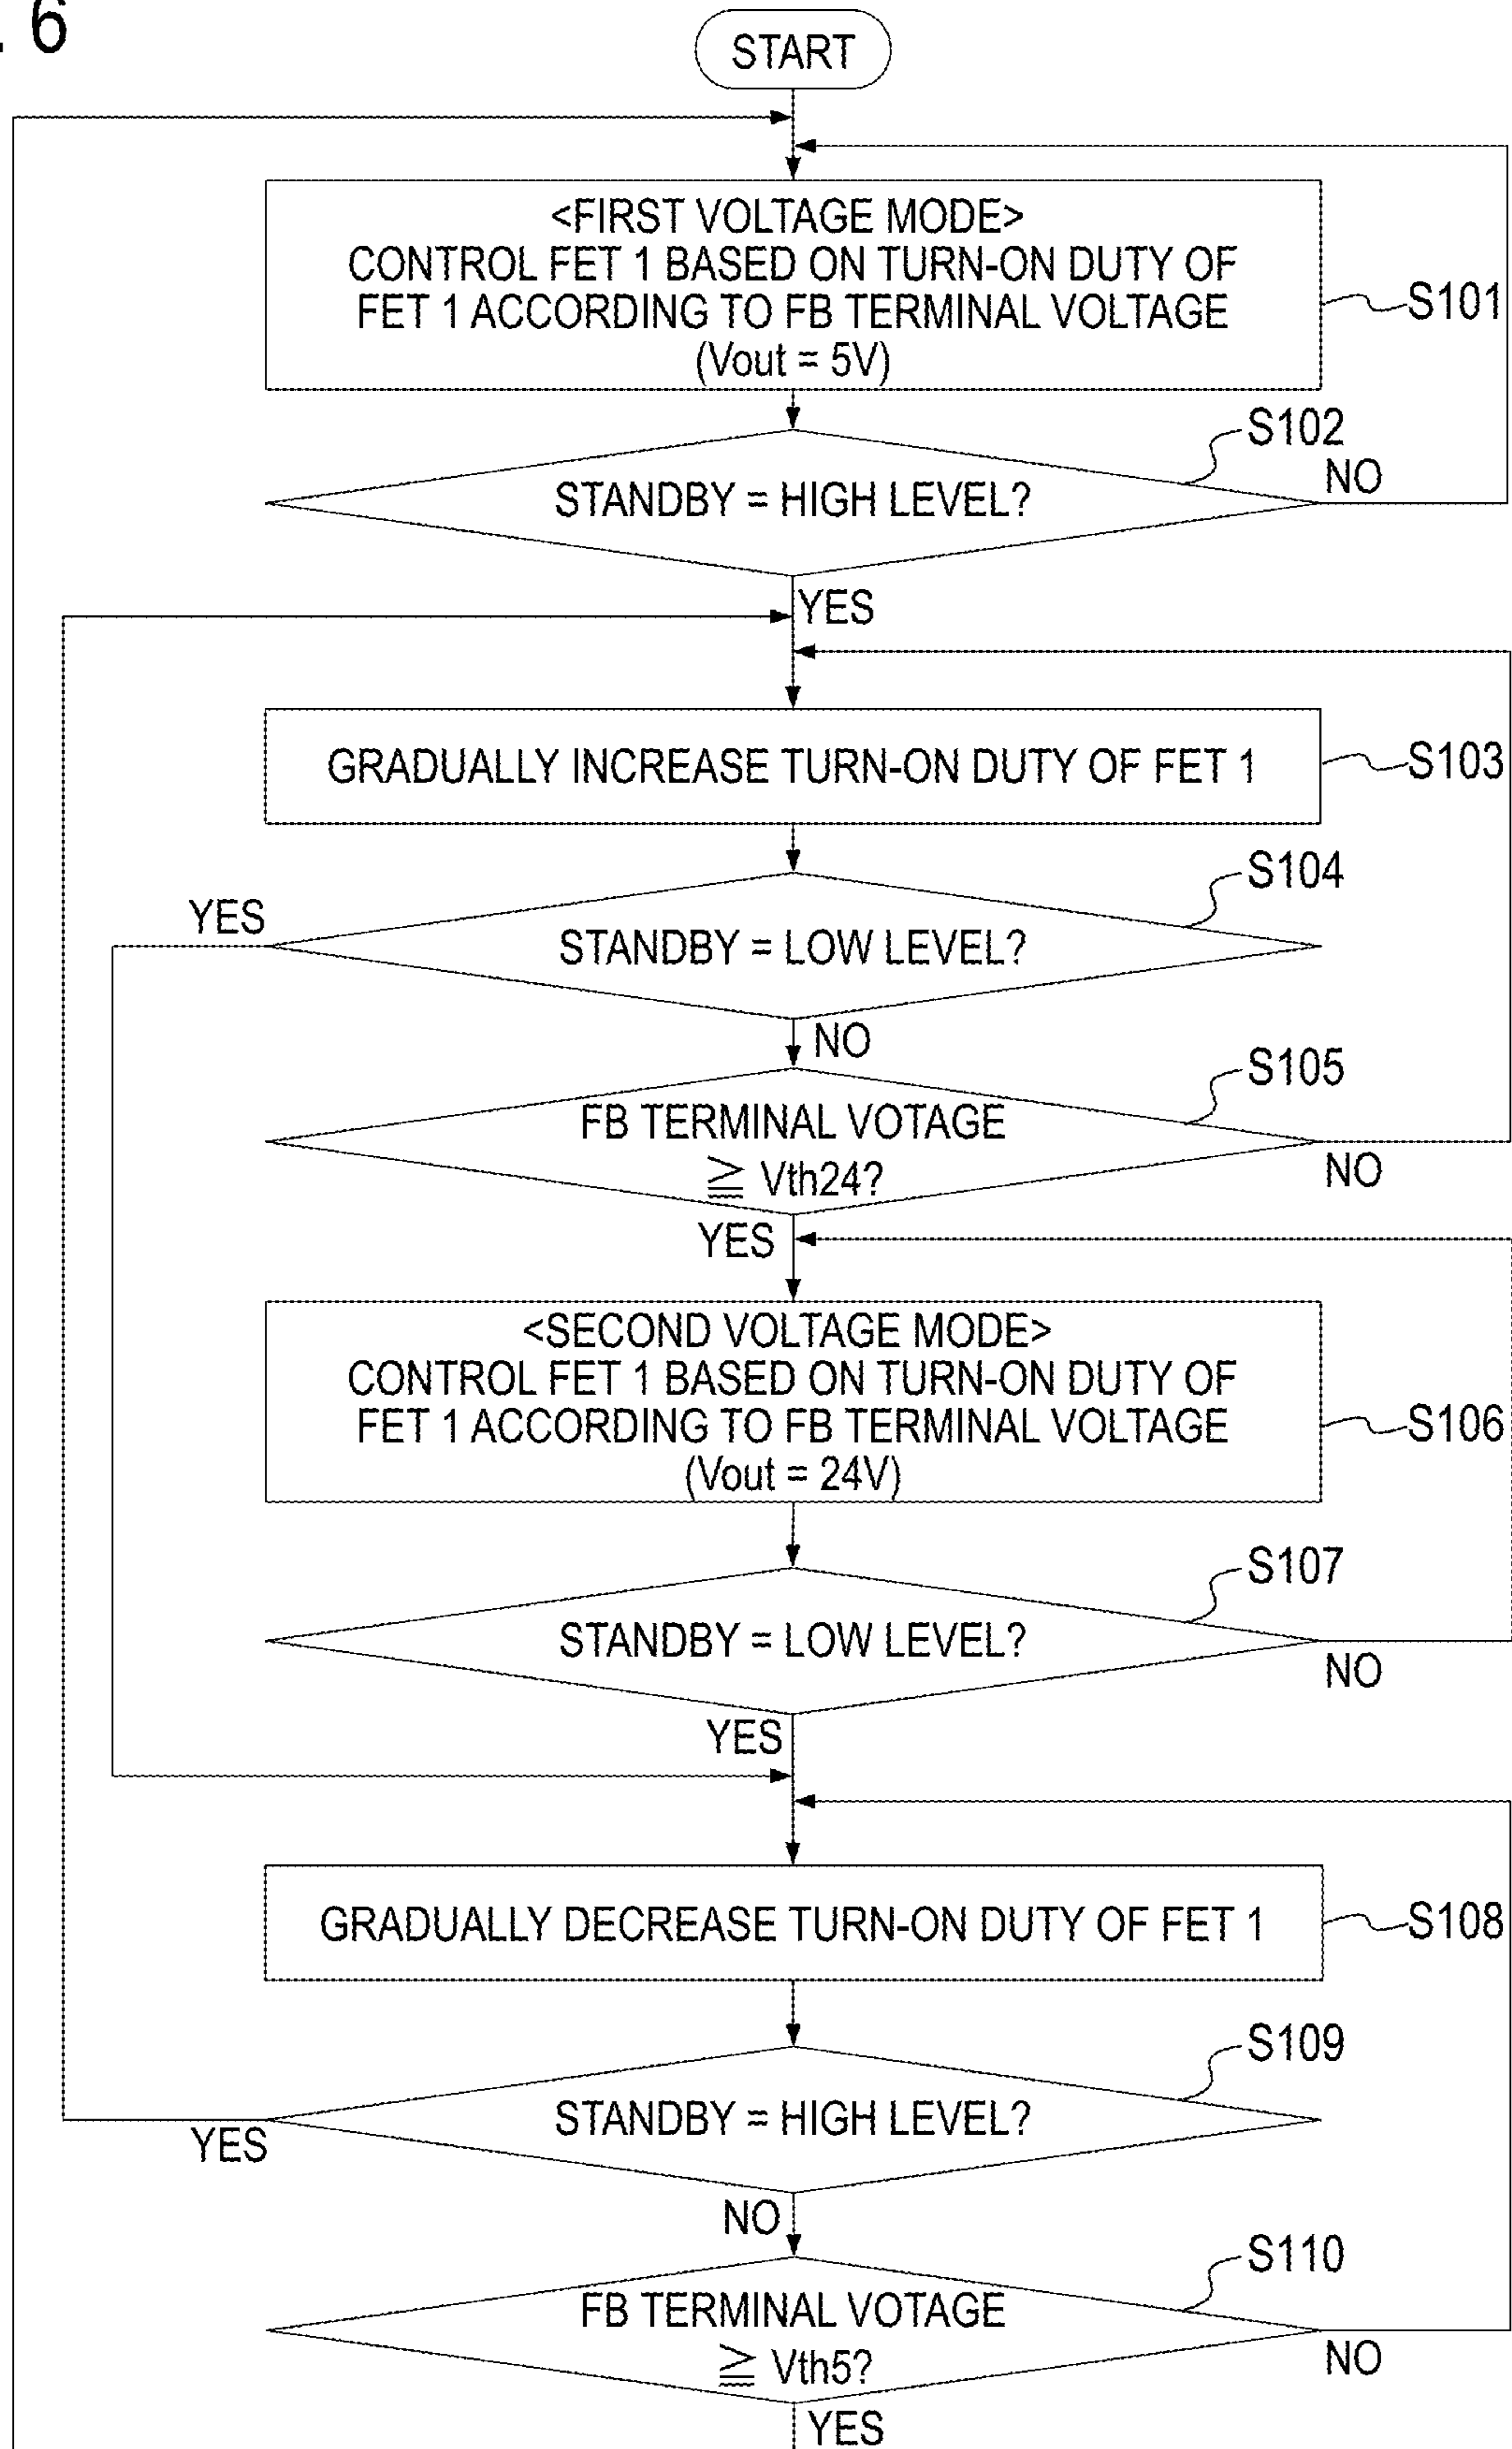 6
START
<FIRST VOLTAGE MODE>
CONTROL FET 1 BASED ON TURN-ON DUTY OF
FET 1 ACCORDING TO FB TERMINAL VOLTAGE
(Vout = 5V)
S101
S102
STANDBY = HIGH LEVEL?
NO
YES
GRADUALLY INCREASE TURN-ON DUTY OF FET 1
S103
S104
YES
STANDBY = LOW LEVEL?
NO
S105
FB TERMINAL VOTAGE
≧ Vth24?
NO
YES
<SECOND VOLTAGE MODE>
CONTROL FET 1 BASED ON TURN-ON DUTY OF
FET 1 ACCORDING TO FB TERMINAL VOLTAGE
(Vout = 24V)
S106
S107
STANDBY = LOW LEVEL?
NO
YES
GRADUALLY DECREASE TURN-ON DUTY OF FET 1
S108
S109
STANDBY = HIGH LEVEL?
YES
NO
S110
FB TERMINAL VOTAGE
≧ Vth5?
NO
YES